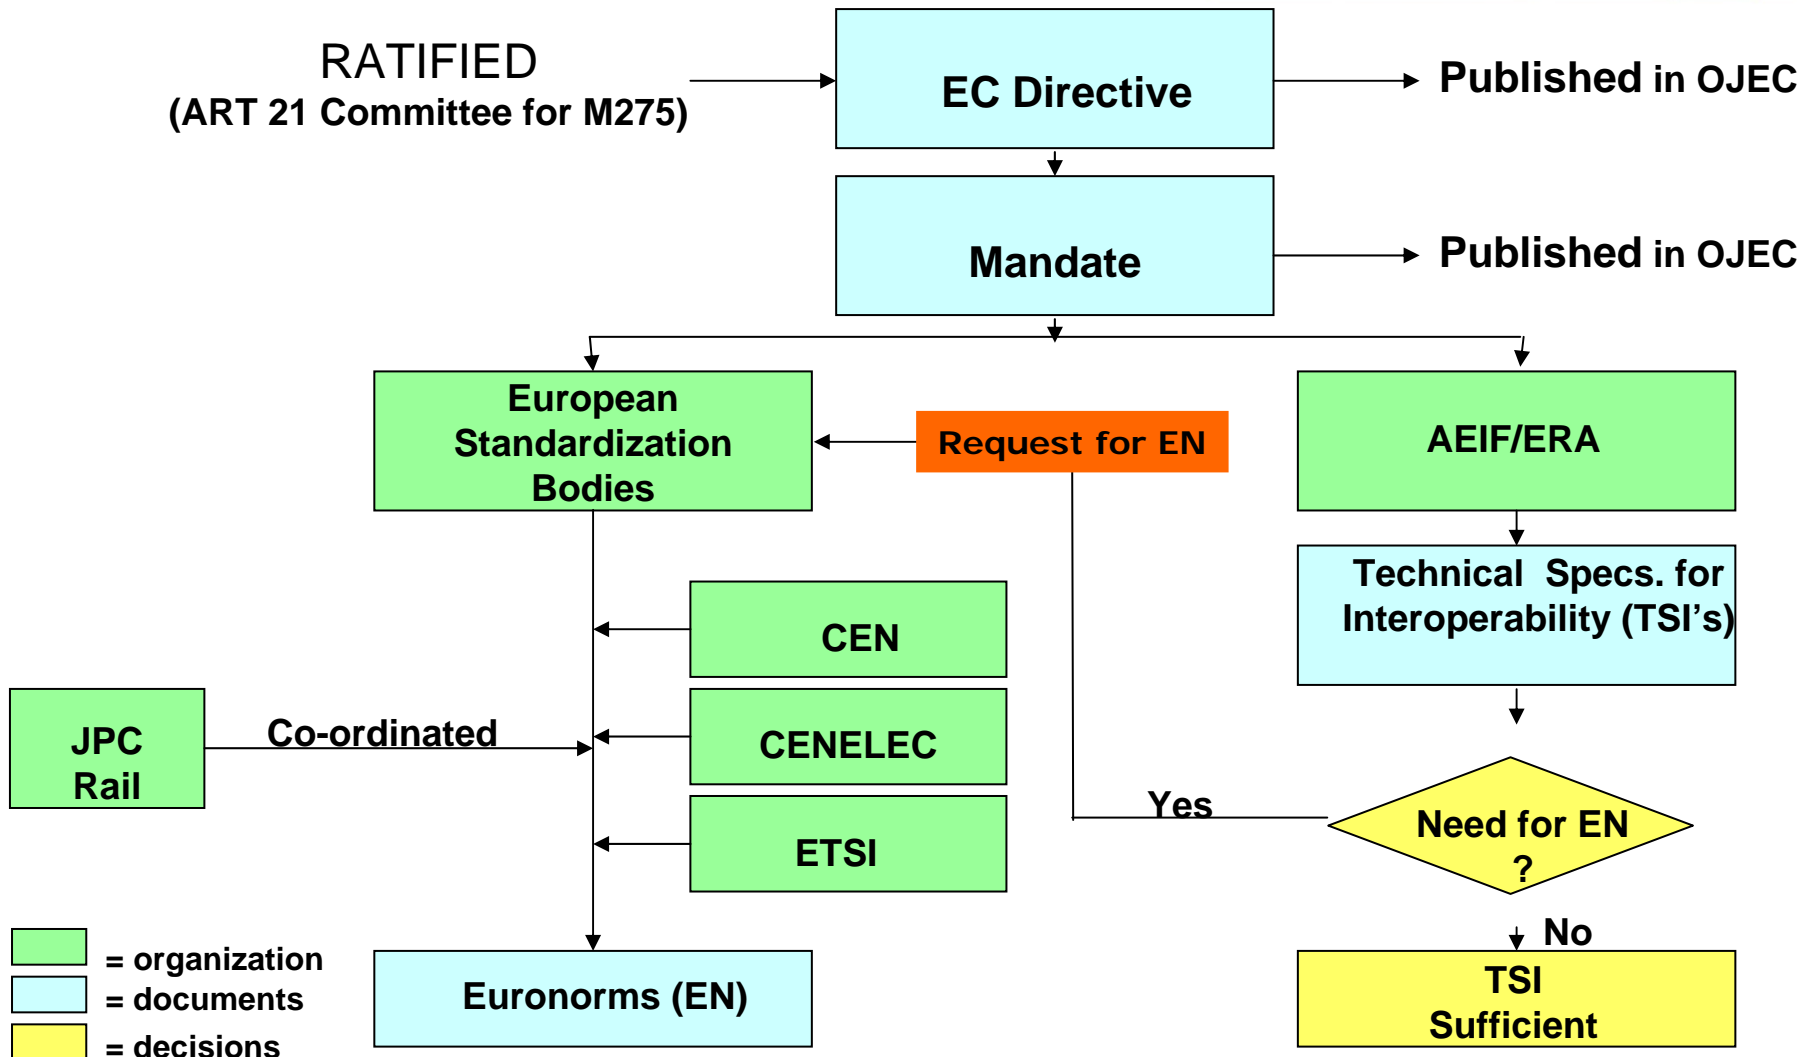 RATIFIED
(ART 21 Committee for M275)
EC Directive
Published in OJEC
Mandate
Published in OJEC
European
Standardization
Bodies
Request for EN
AEIF/ERA
Technical Specs. for
Interoperability (TSI's)
CEN
JPC
Rail
Co-ordinated
CENELEC
Yes
Need for EN
?
ETSI
No
= organization
= documents
= decisions
Euronorms (EN)
TSI
Sufficient